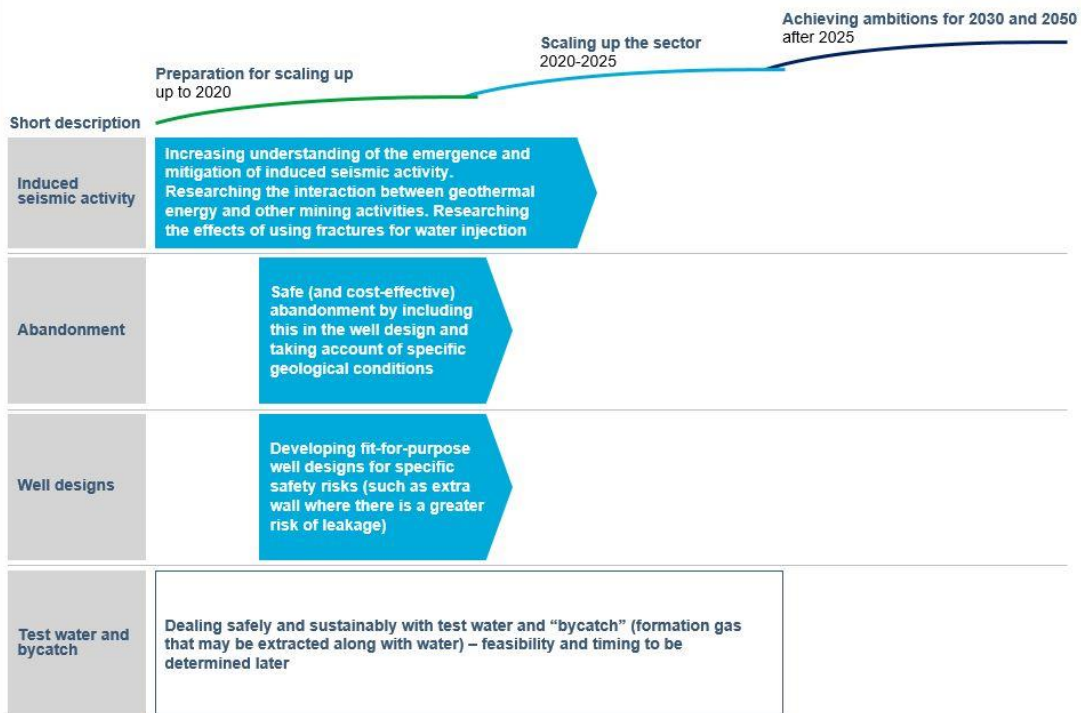 Achieving ambitions for 2030 and 2050
after 2025
Scaling up the sector
2020-2025
Preparation for scaling up
up to 2020
Short description
Induced
seismic activity
Increasing understanding of the emergence and
mitigation of induced seismic activity.
Researching the interaction between geothermal
energy and other mining activities. Researching
the effects of using fractures for water injection
Abandonment
Safe (and cost-effective)
abandonment by including
this in the well design and
taking account of specific
geological conditions
Well designs
Developing fit-for-purpose
well designs for specific
safety risks (such as extra
wall where there is a greater
risk of leakage)
Test water and
bycatch
Dealing safely and sustainably with test water and “bycatch” (formation gas
that may be extracted along with water) – feasibility and timing to be
determined later